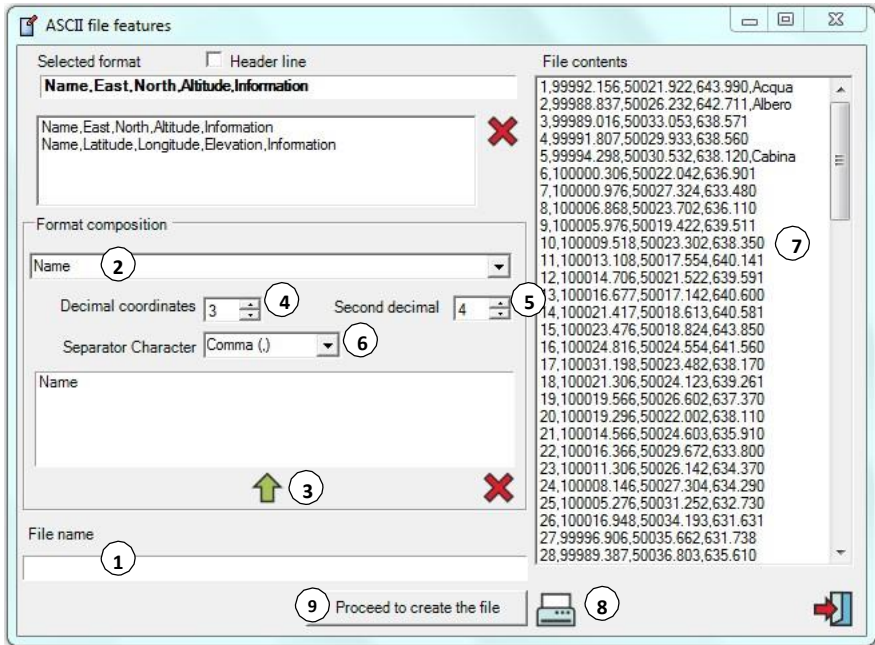 ASCII file features
Selected format
Header line
Name,East,North,Altitude,Information
Name,East,North,Altitude,Information
Name,Latitude,Longitude,Elevation,Information
Format composition
Name
2
Decimal coordinates
3
4
Second decimal
4
5
Separator Character
Comma (,)
6
Name
3
File name
1
9
Proceed to create the file
8
File contents
1,99992.156,50021.922,643.990,Acqua
2,99988.837,50026.232,642.711,Albero
3,99989.016,50033.053,638.571
4,99991.807,50029.933,638.560
5,99994.298,50030.532,638.120,Cabina
6,100000.306,50022.042,636.901
7,100000.976,50027.324,633.480
8,100006.868,50023.702,636.110
9,100005.976,50019.422,639.511
10,100009.518,50023.302,638.350
7
11,100013.108,50017.554,640.141
12,100014.706,50021.522,639.591
13,100016.677,50017.142,640.600
14,100021.417,50018.613,640.581
15,100023.476,50018.824,643.850
16,100024.816,50024.554,641.560
17,100031.198,50023.482,638.170
18,100021.306,50024.123,639.261
19,100019.566,50026.602,637.370
20,100019.296,50022.002,638.110
21,100014.566,50024.603,635.910
22,100016.366,50029.672,633.800
23,100011.306,50026.142,634.370
24,100008.146,50027.304,634.290
25,100005.276,50031.252,632.730
26,100016.948,50034.193,631.631
27,99996.906,50035.662,631.738
28,99989.387,50036.803,635.610